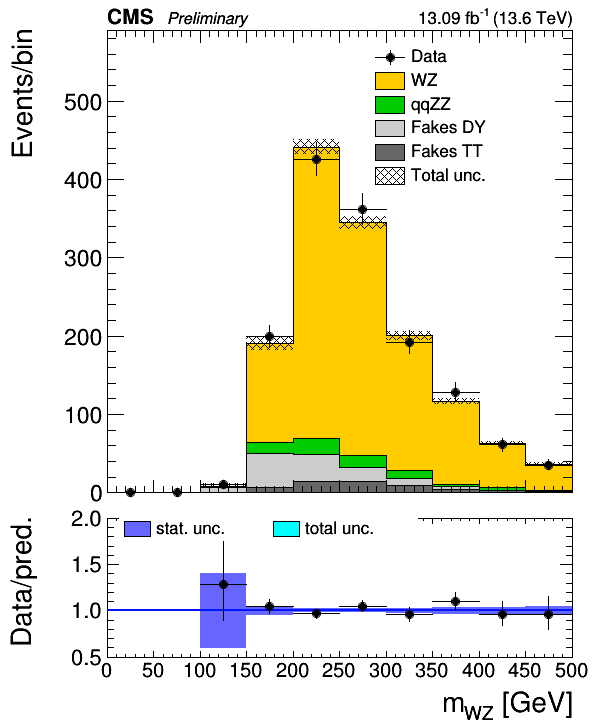 CMS Preliminary 13.09 fb⁻¹ (13.6 TeV)
Events/bin
500
400
300
200
100
0
Data
WZ
qqZZ
Fakes DY
Fakes TT
Total unc.
Data/pred.
2.0
1.5
1.0
0.5
stat. unc. total unc.
0 50 100 150 200 250 300 350 400 450 500
m_WZ [GeV]